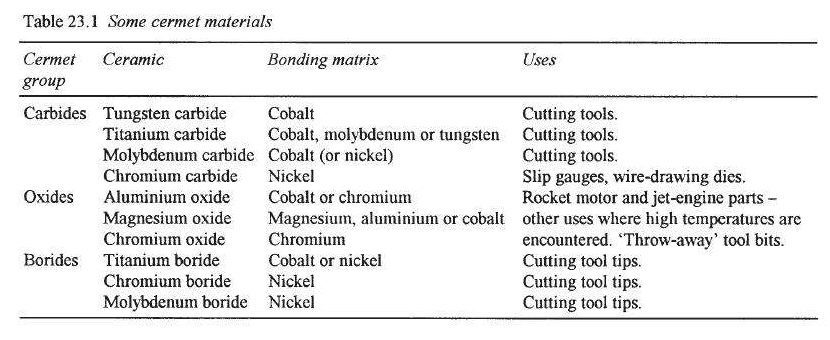 Table 23.1 Some cermet materials
Cermet group Ceramic Bonding matrix Uses
Carbides Tungsten carbide Cobalt Cutting tools.
Titanium carbide Cobalt, molybdenum or tungsten Cutting tools.
Molybdenum carbide Cobalt (or nickel) Cutting tools.
Chromium carbide Nickel Slip gauges, wire-drawing dies.
Oxides Aluminium oxide Cobalt or chromium Rocket motor and jet-engine parts –
Magnesium oxide Magnesium, aluminium or cobalt other uses where high temperatures are
Chromium oxide Chromium encountered. ‘Throw-away’ tool bits.
Borides Titanium boride Cobalt or nickel Cutting tool tips.
Chromium boride Nickel Cutting tool tips.
Molybdenum boride Nickel Cutting tool tips.